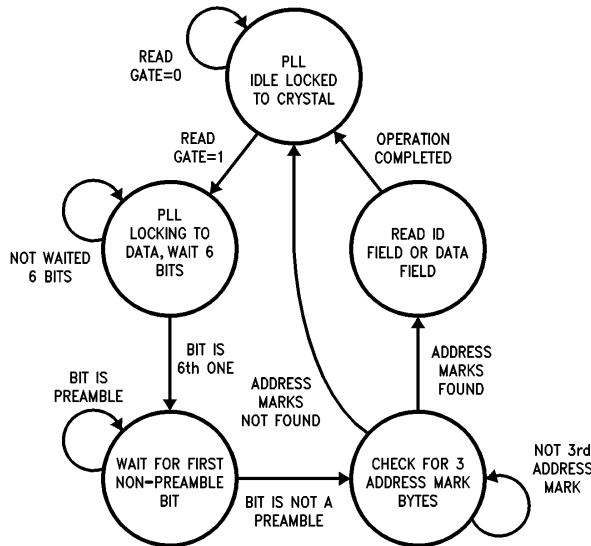 READ
GATE=0
PLL
IDLE LOCKED
TO CRYSTAL
READ
GATE=1
OPERATION
COMPLETED
PLL
LOCKING TO
DATA, WAIT 6
BITS
NOT WAITED
6 BITS
READ ID
FIELD OR DATA
FIELD
BIT IS
6th ONE
BIT IS
PREAMBLE
ADDRESS
MARKS
NOT FOUND
ADDRESS
MARKS
FOUND
WAIT FOR FIRST
NON-PREAMBLE
BIT
BIT IS NOT A
PREAMBLE
CHECK FOR 3
ADDRESS MARK
BYTES
NOT 3rd
ADDRESS
MARK